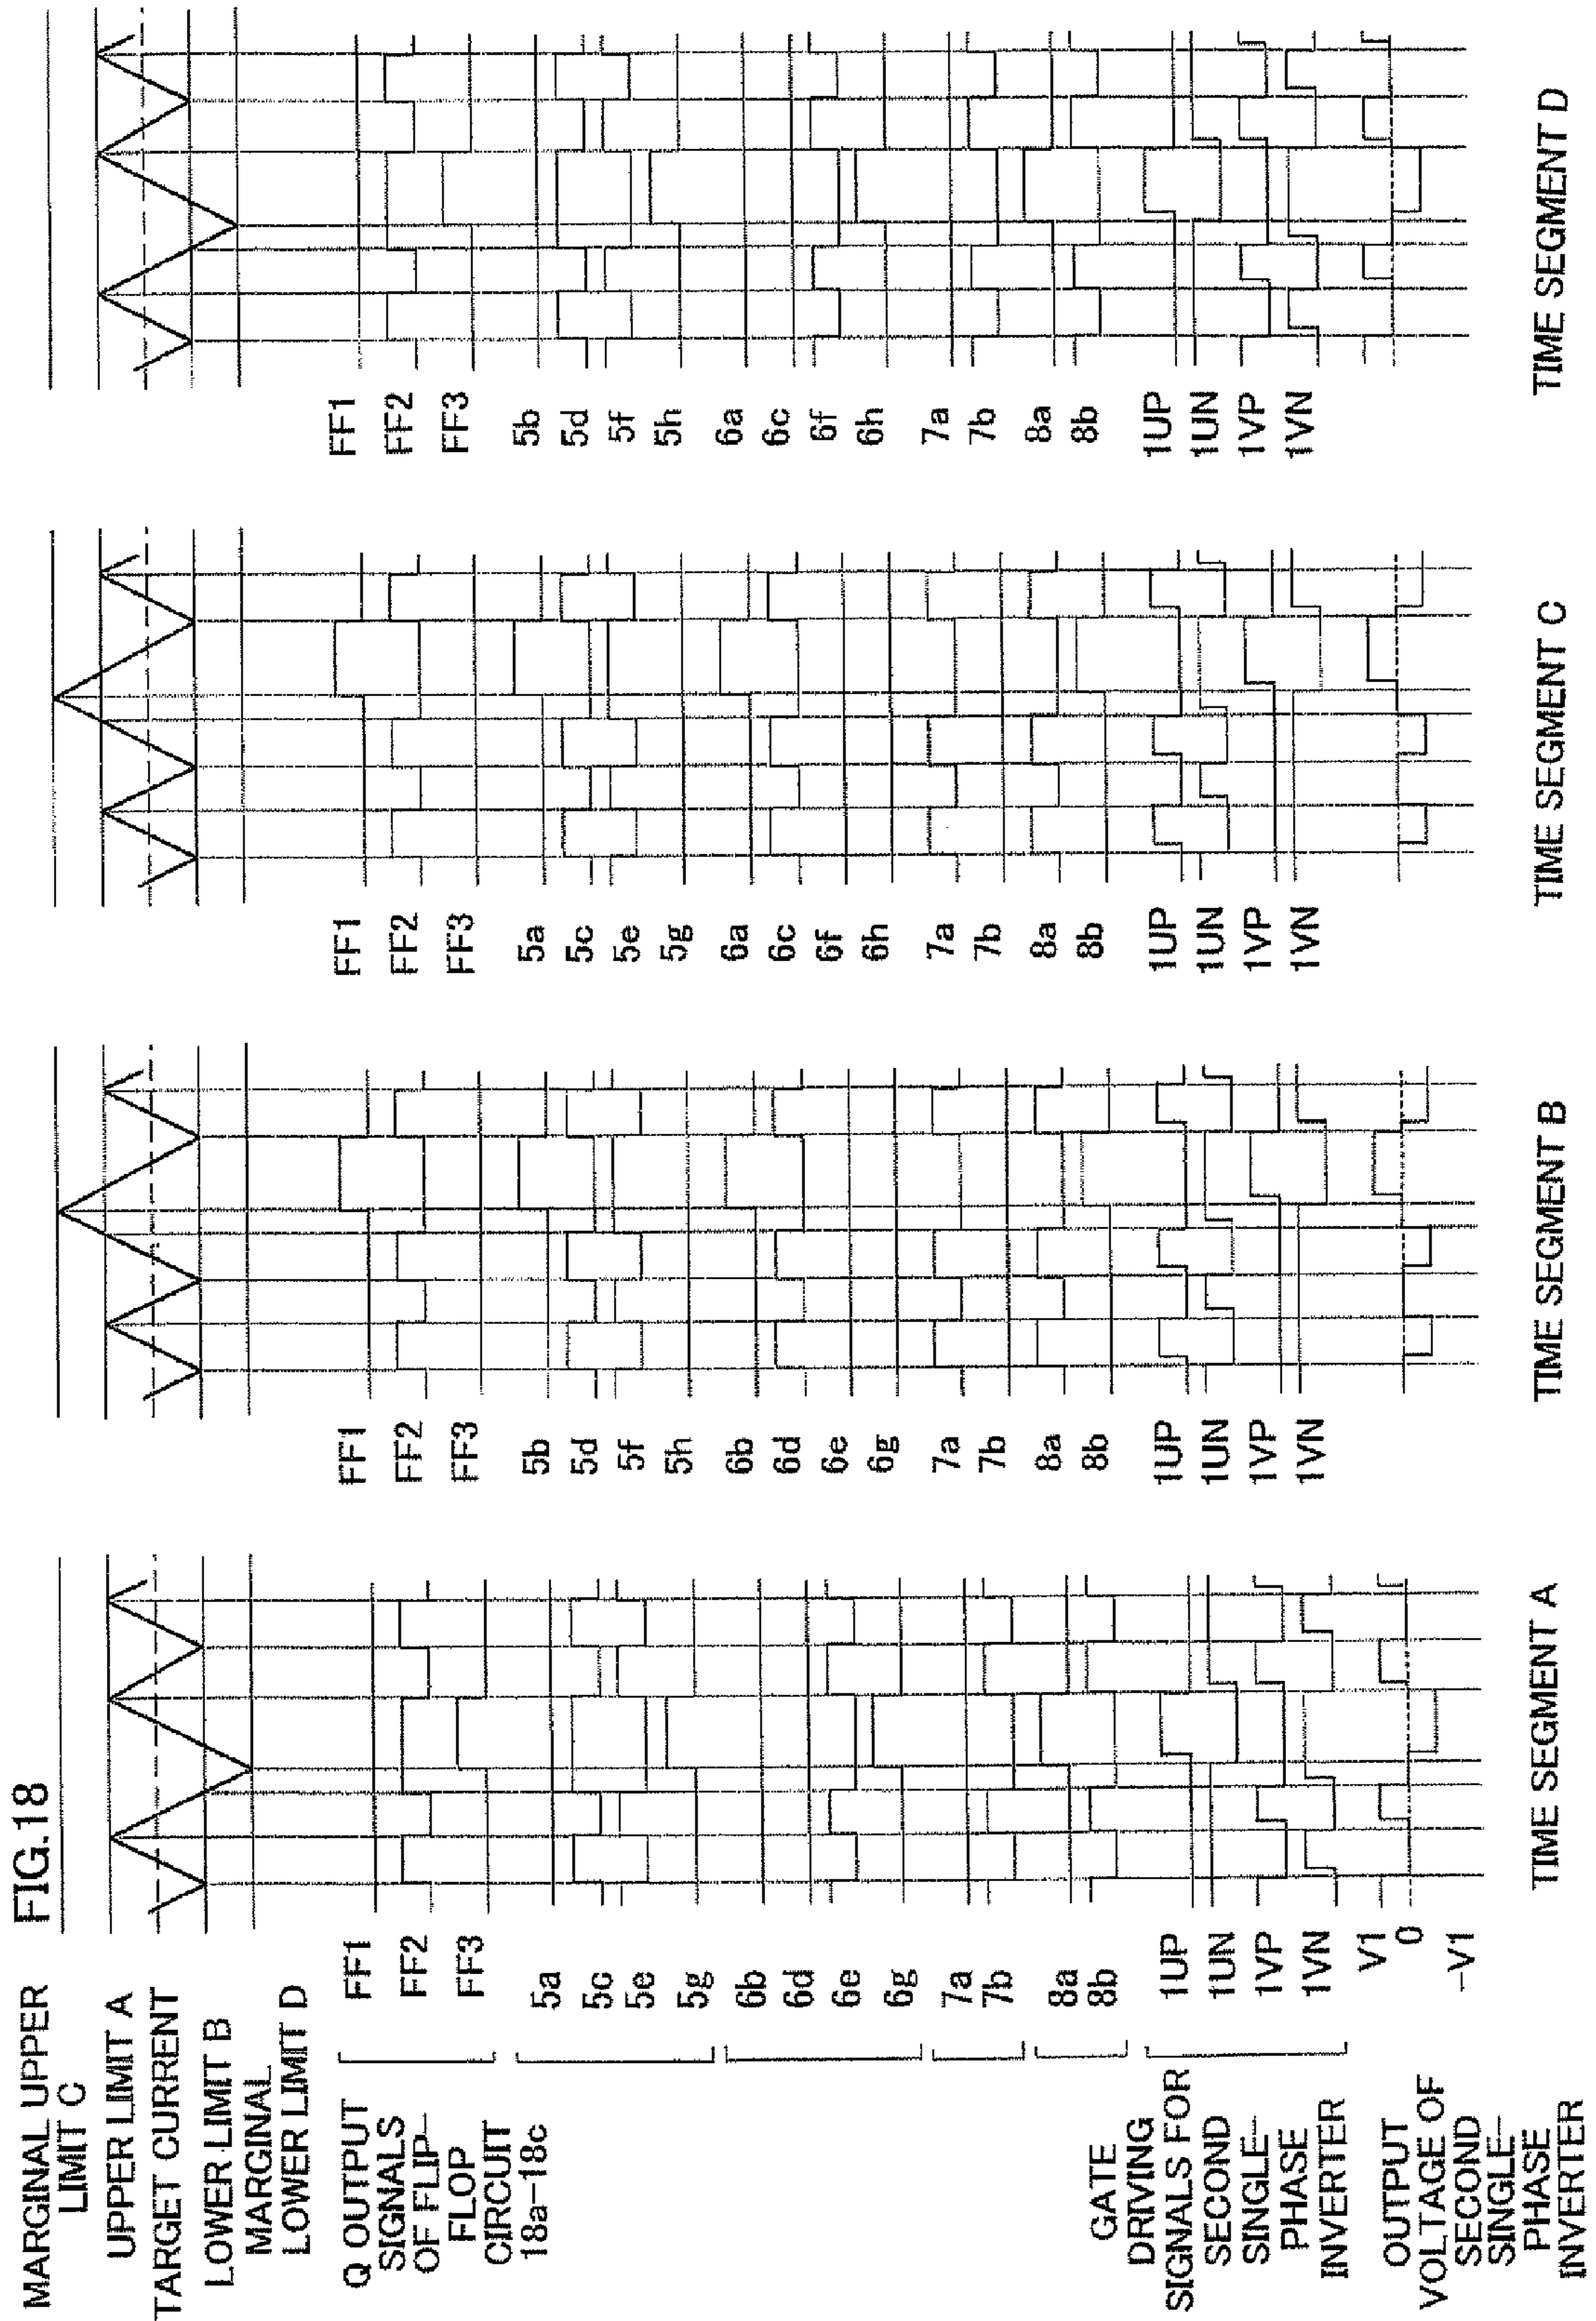 FIG.18
MARGINAL UPPER
LIMIT C
UPPER LIMIT A
TARGET CURRENT
LOWER LIMIT B
MARGINAL
LOWER LIMIT D
Q OUTPUT
SIGNALS
OF FLIP-
FLOP
CIRCUIT
18a-18c
GATE
DRIVING
SIGNALS FOR
SECOND
SINGLE-
PHASE
INVERTER
OUTPUT
VOLTAGE OF
SECOND
SINGLE-
PHASE
INVERTER
FF1
FF2
FF3
5a
5c
5e
5g
6b
6d
6e
6g
7a
7b
8a
8b
1UP
1UN
1VP
1VN
V1
0
-V1
TIME SEGMENT A
FF1
FF2
FF3
5b
5d
5f
5h
6b
6d
6e
6g
7a
7b
8a
8b
1UP
1UN
1VP
1VN
TIME SEGMENT B
FF1
FF2
FF3
5a
5c
5e
5g
6a
6c
6f
6h
7a
7b
8a
8b
1UP
1UN
1VP
1VN
TIME SEGMENT C
FF1
FF2
FF3
5b
5d
5f
5h
6a
6c
6f
6h
7a
7b
8a
8b
1UP
1UN
1VP
1VN
TIME SEGMENT D